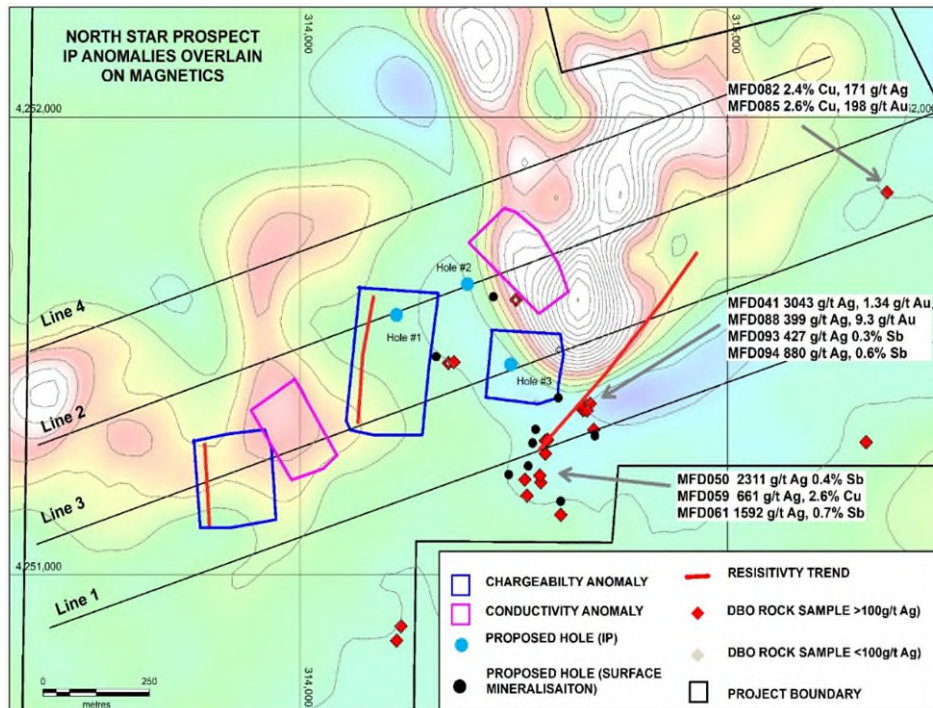 NORTH STAR PROSPECT
IP ANOMALIES OVERLAIN
ON MAGNETICS
314,000
315,000
4,252,000
MFD082 2.4% Cu, 171 g/t Ag
MFD085 2.6% Cu, 198 g/t Au
Hole #2
Hole #1
Hole #3
MFD041 3043 g/t Ag, 1.34 g/t Au
MFD088 399 g/t Ag, 9.3 g/t Au
MFD093 427 g/t Ag 0.3% Sb
MFD094 880 g/t Ag, 0.6% Sb
Line 4
Line 2
Line 3
Line 1
MFD050 2311 g/t Ag 0.4% Sb
MFD059 661 g/t Ag, 2.6% Cu
MFD061 1592 g/t Ag, 0.7% Sb
4,251,000
CHARGEABILTY ANOMALY
CONDUCTIVITY ANOMALY
PROPOSED HOLE (IP)
PROPOSED HOLE (SURFACE
MINERALISAITON)
RESISITIVTY TREND
DBO ROCK SAMPLE >100g/t Ag)
DBO ROCK SAMPLE <100g/t Ag)
PROJECT BOUNDARY
0 250
metres
314,000